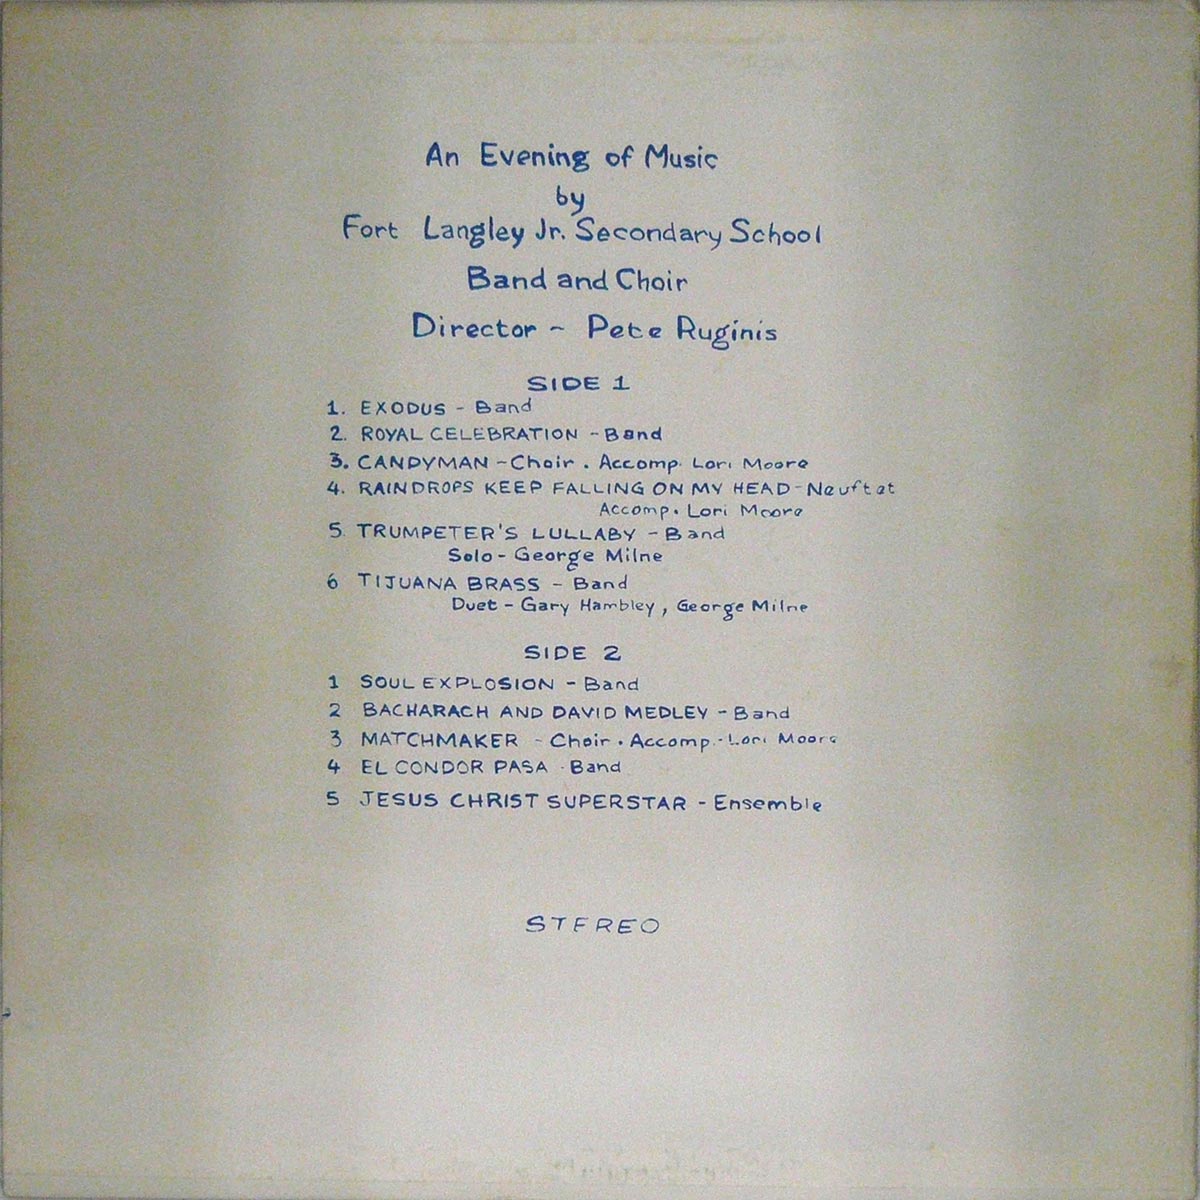 An Evening of Music
by
Fort Langley Jr. Secondary School
Band and Choir
Director ~ Pete Ruginis
SIDE 1
1. EXODUS - Band
2. ROYAL CELEBRATION - Band
3. CANDYMAN - Choir. Accomp. Lori Moore
4. RAINDROPS KEEP FALLING ON MY HEAD - Neuftet
Accomp. Lori Moore
5. TRUMPETER'S LULLABY - Band
Solo - George Milne
6 TIJUANA BRASS - Band
Duet - Gary Hambley, George Milne
SIDE 2
1 SOUL EXPLOSION - Band
2 BACHARACH AND DAVID MEDLEY - Band
3 MATCHMAKER - Choir. Accomp. - Lori Moore
4 EL CONDOR PASA - Band
5 JESUS CHRIST SUPERSTAR - Ensemble
STEREO